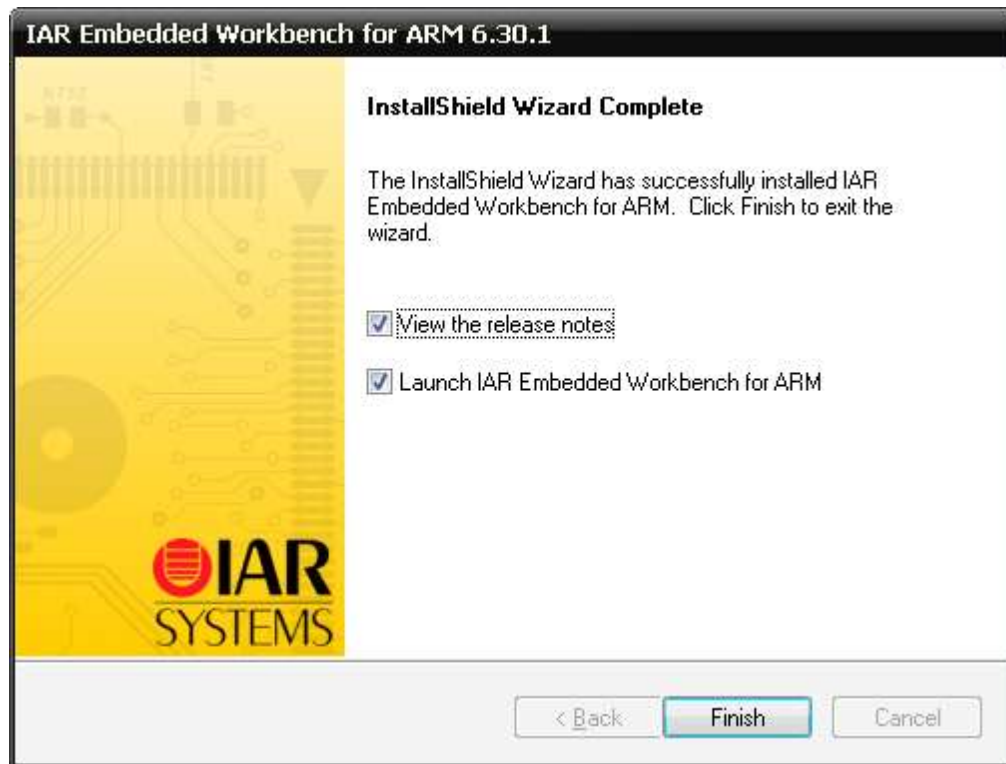 IAR Embedded Workbench for ARM 6.30.1
InstallShield Wizard Complete
The InstallShield Wizard has successfully installed IAR
Embedded Workbench for ARM. Click Finish to exit the
wizard.
View the release notes
Launch IAR Embedded Workbench for ARM
IAR
SYSTEMS
< Back
Finish
Cancel